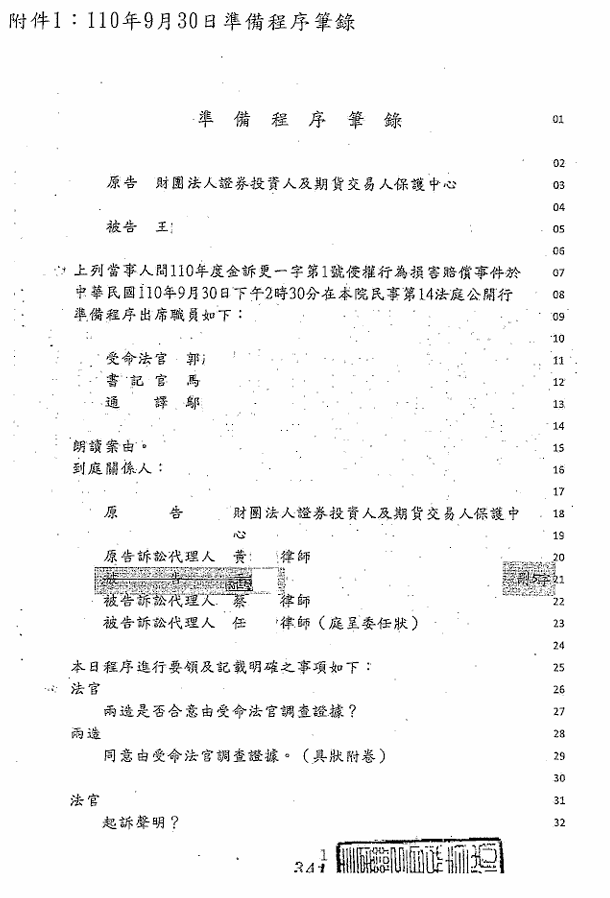 附件1：110年9月30日準備程序筆錄
準備程序筆錄 01
02
原告 財團法人證券投資人及期貨交易人保護中心 03
04
被告 王 05
06
上列當事人間110年度金訴更一字第1號侵權行為損害賠償事件於 07
中華民國110年9月30日下午2時30分在本院民事第14法庭公開行 08
準備程序出席職員如下： 09
10
受命法官 郭 11
書記官 馬 12
通譯 鄔 13
14
朗讀案由。 15
到庭關係人： 16
17
原告 財團法人證券投資人及期貨交易人保護中 18
心 19
原告訴訟代理人 黃 律師 20
被告 刪5字 21
被告訴訟代理人 蔡 律師 22
被告訴訟代理人 任 律師（庭呈委任狀） 23
24
本日程序進行要領及記載明確之事項如下： 25
法官 26
兩造是否合意由受命法官調查證據？ 27
兩造 28
同意由受命法官調查證據。（具狀附卷） 29
30
法官 31
起訴聲明？ 32
1
341